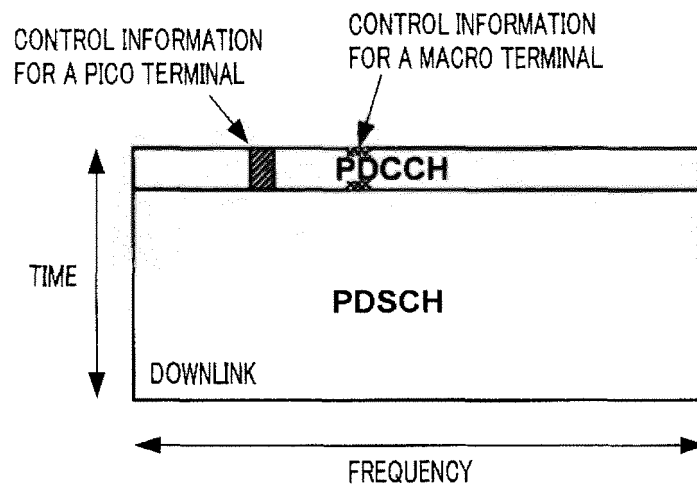 CONTROL INFORMATION
FOR A PICO TERMINAL
CONTROL INFORMATION
FOR A MACRO TERMINAL
PDCCH
TIME
PDSCH
DOWNLINK
FREQUENCY